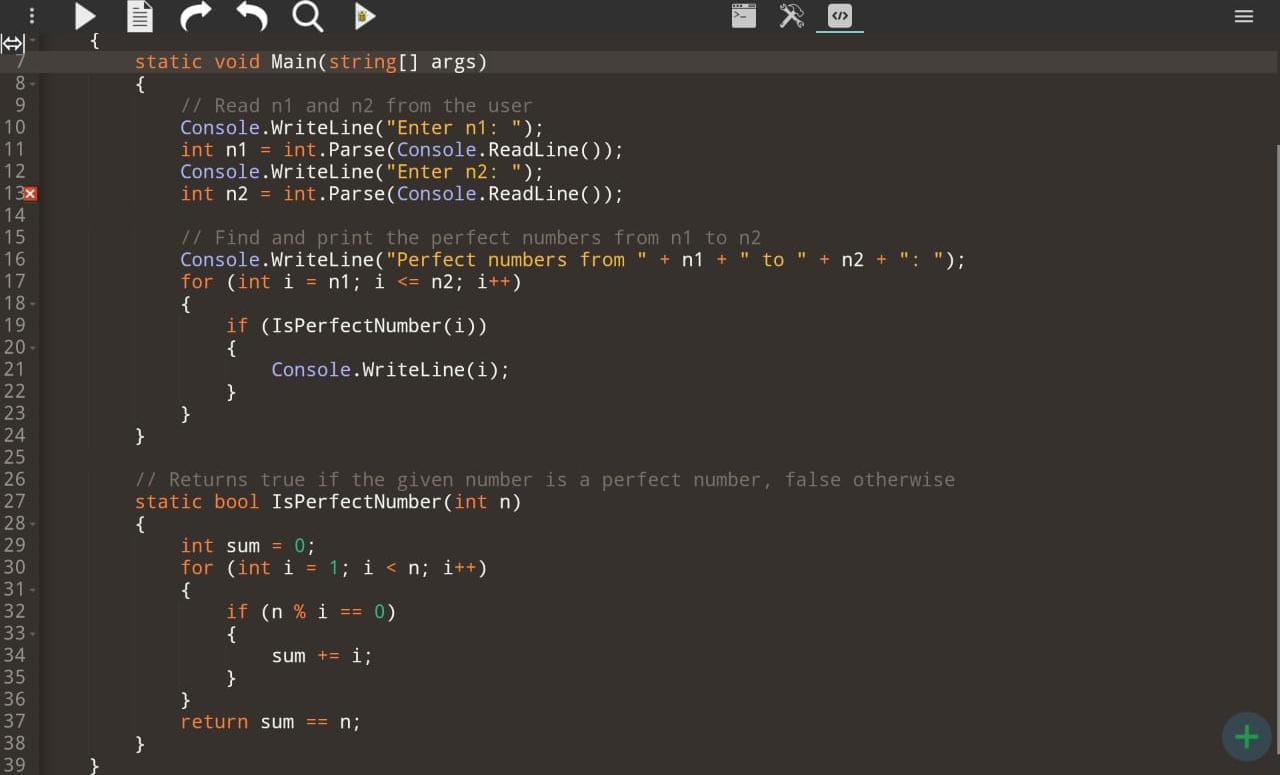 {
7 static void Main(string[] args)
8 {
9 // Read n1 and n2 from the user
10 Console.WriteLine("Enter n1: ");
11 int n1 = int.Parse(Console.ReadLine());
12 Console.WriteLine("Enter n2: ");
13 int n2 = int.Parse(Console.ReadLine());
14
15 // Find and print the perfect numbers from n1 to n2
16 Console.WriteLine("Perfect numbers from " + n1 + " to " + n2 + ": ");
17 for (int i = n1; i <= n2; i++)
18 {
19 if (IsPerfectNumber(i))
20 {
21 Console.WriteLine(i);
22 }
23 }
24 }
25
26 // Returns true if the given number is a perfect number, false otherwise
27 static bool IsPerfectNumber(int n)
28 {
29 int sum = 0;
30 for (int i = 1; i < n; i++)
31 {
32 if (n % i == 0)
33 {
34 sum += i;
35 }
36 }
37 return sum == n;
38 }
39 }